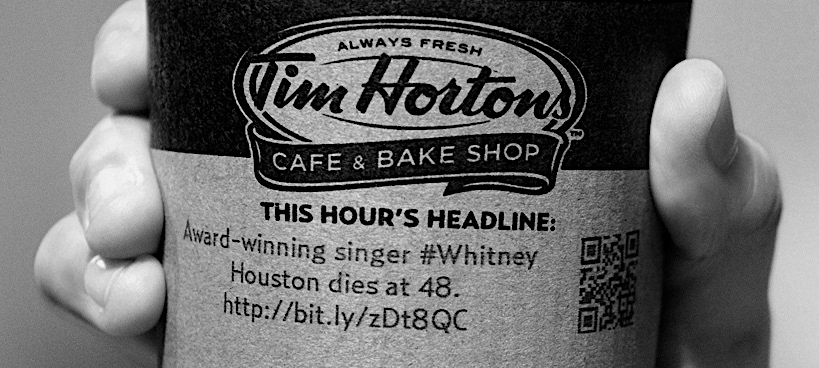 ALWAYS FRESH
Tim Hortons
TM
CAFE & BAKE SHOP
THIS HOUR'S HEADLINE:
Award-winning singer #Whitney
Houston dies at 48.
http://bit.ly/zDt8QC